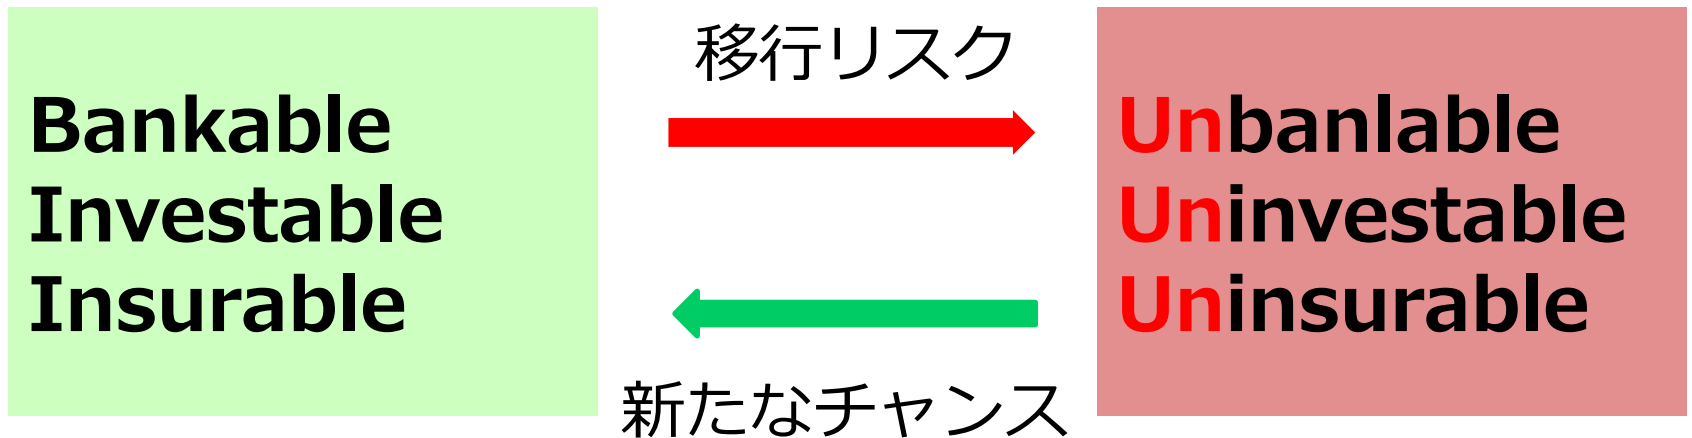 Bankable
Investable
Insurable
移行リスク
新たなチャンス
Unbanlable
Uninvestable
Uninsurable